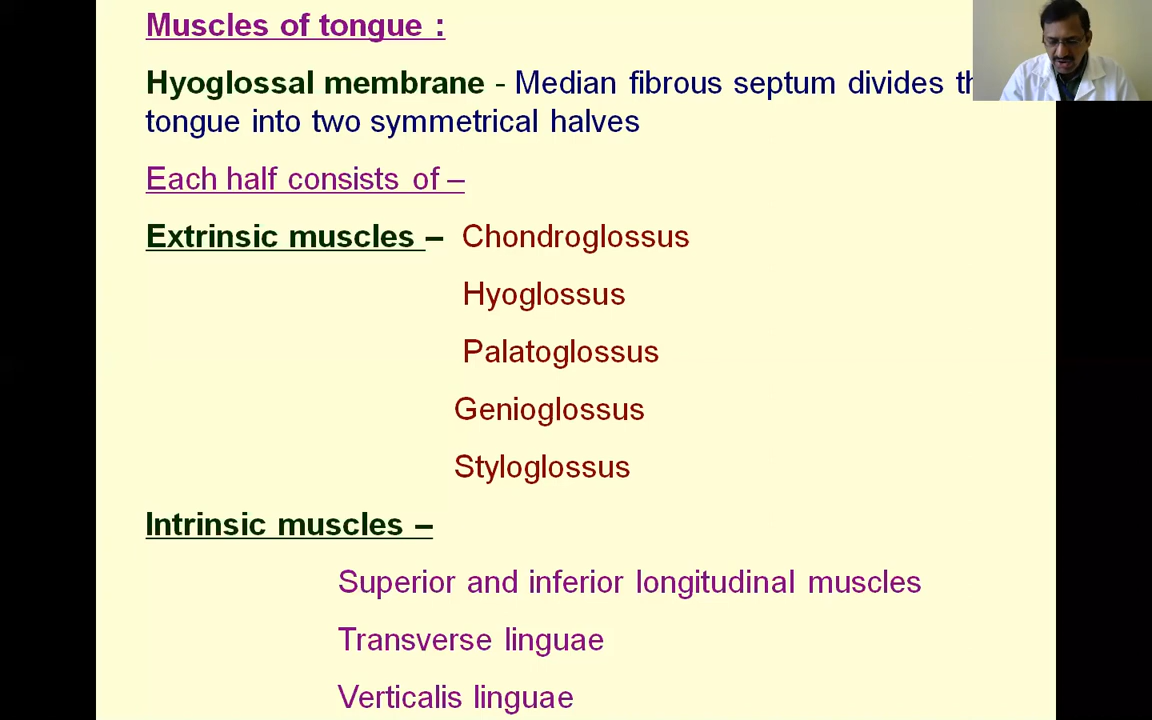 Muscles of tongue :
Hyoglossal membrane - Median fibrous septum divides
tongue into two symmetrical halves
Each half consists of –
Extrinsic muscles – Chondroglossus
Hyoglossus
Palatoglossus
Genioglossus
Styloglossus
Intrinsic muscles –
Superior and inferior longitudinal muscles
Transverse linguae
Verticalis linguae